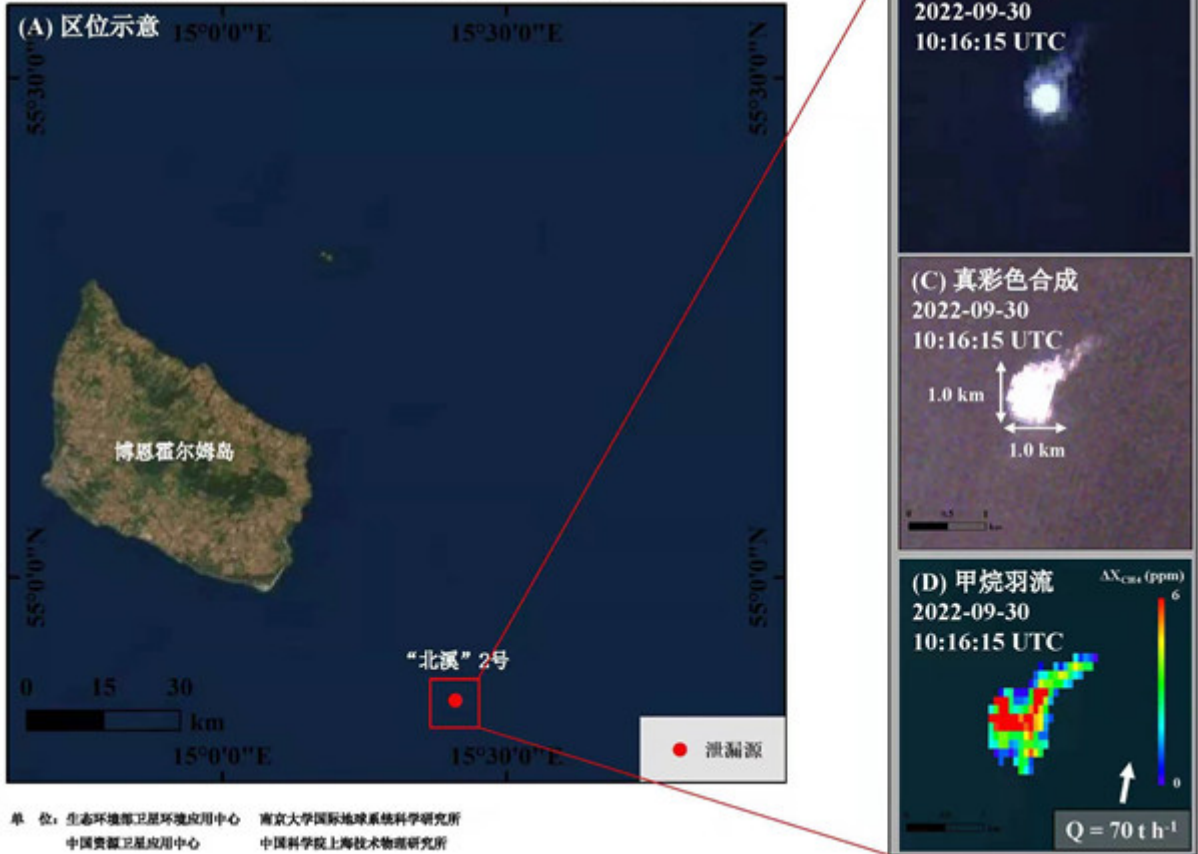 (A) 区位示意
15°0'0"E
15°30'0"E
55°30'0"N
55°30'0"N
博恩霍尔姆岛
55°0'0"N
55°0'0"N
“北溪”2号
0 15 30
km
15°0'0"E
15°30'0"E
泄漏源
单 位：生态环境部卫星环境应用中心 南京大学国际地球系统科学研究所
中国资源卫星应用中心 中国科学院上海技术物理研究所
2022-09-30
10:16:15 UTC
(C) 真彩色合成
2022-09-30
10:16:15 UTC
1.0 km
1.0 km
0 0.5 1
km
(D) 甲烷羽流
2022-09-30
10:16:15 UTC
ΔXCH4 (ppm)
6
0
Q = 70 t h⁻¹